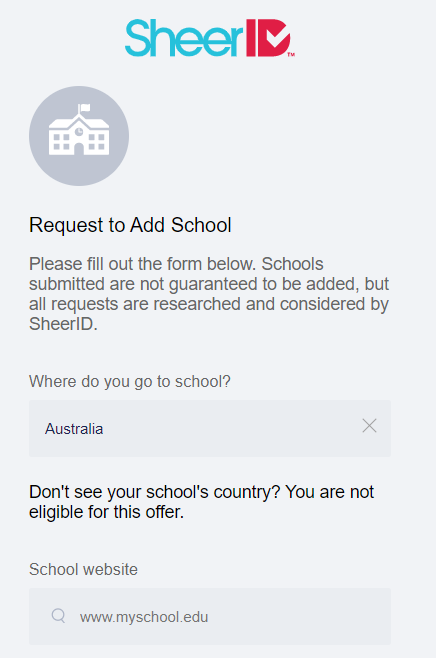 SheerID™
Request to Add School
Please fill out the form below. Schools
submitted are not guaranteed to be added, but
all requests are researched and considered by
SheerID.
Where do you go to school?
Australia
Don't see your school's country? You are not
eligible for this offer.
School website
www.myschool.edu